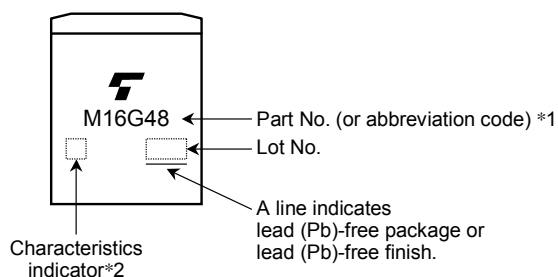 M16G48
Part No. (or abbreviation code) *1
Lot No.
A line indicates
lead (Pb)-free package or
lead (Pb)-free finish.
Characteristics
indicator*2